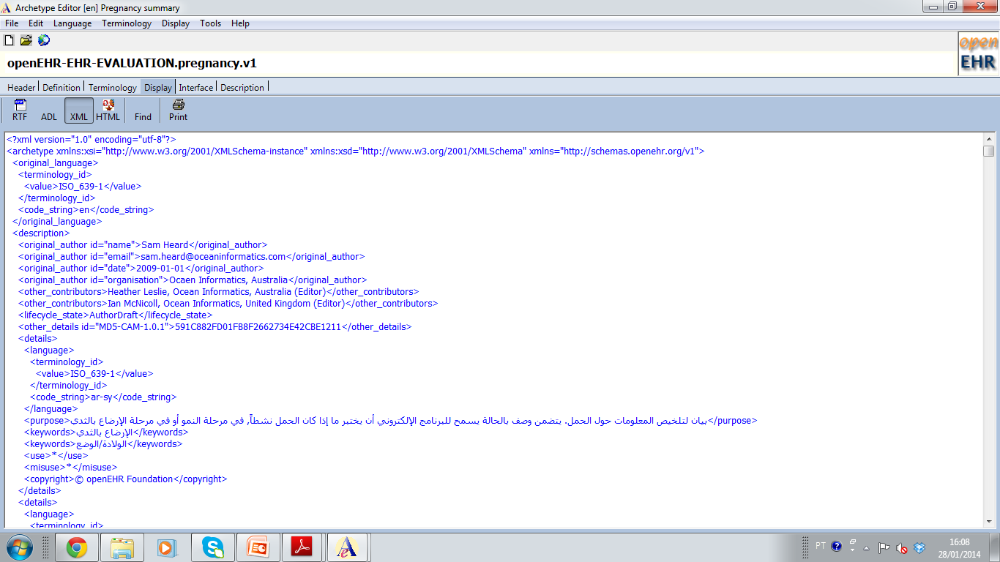 Archetype Editor [en] Pregnancy summary
File Edit Language Terminology Display Tools Help
open
EHR
openEHR-EHR-EVALUATION.pregnancy.v1
Header Definition Terminology Display Interface Description
RTF ADL XML HTML Find Print
<?xml version="1.0" encoding="utf-8"?>
<archetype xmlns:xsi="http://www.w3.org/2001/XMLSchema-instance" xmlns:xsd="http://www.w3.org/2001/XMLSchema" xmlns="http://schemas.openehr.org/v1">
<original_language>
<terminology_id>
<value>ISO_639-1</value>
</terminology_id>
<code_string>en</code_string>
</original_language>
<description>
<original_author id="name">Sam Heard</original_author>
<original_author id="email">sam.heard@oceaninformatics.com</original_author>
<original_author id="date">2009-01-01</original_author>
<original_author id="organisation">Ocaen Informatics, Australia</original_author>
<other_contributors>Heather Leslie, Ocean Informatics, Australia (Editor)</other_contributors>
<other_contributors>Ian McNicoll, Ocean Informatics, United Kingdom (Editor)</other_contributors>
<lifecycle_state>AuthorDraft</lifecycle_state>
<other_details id="MD5-CAM-1.0.1">591C882FD01FB8F2662734E42CBE1211</other_details>
<details>
<language>
<terminology_id>
<value>ISO_639-1</value>
</terminology_id>
<code_string>ar-sy</code_string>
</language>
<purpose>بيان لتلخيص المعلومات حول الحمل. يتضمن وصف بالحالة يسمح للبرنامج الإلكتروني أن يختبر ما إذا كان الحمل نشطاً, في مرحلة النمو أو في مرحلة الإرضاع بالثدي</purpose>
<keywords>الإرضاع بالثدي</keywords>
<keywords>الولادة/الوضع</keywords>
<use>*</use>
<misuse>*</misuse>
<copyright>© openEHR Foundation</copyright>
</details>
<details>
<language>
<terminology_id>
PT
16:08
28/01/2014